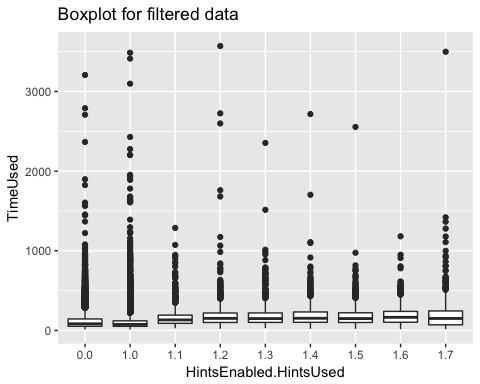 Boxplot for filtered data
3000
2000
1000
0
TimeUsed
0.0 1.0 1.1 1.2 1.3 1.4 1.5 1.6 1.7
HintsEnabled.HintsUsed